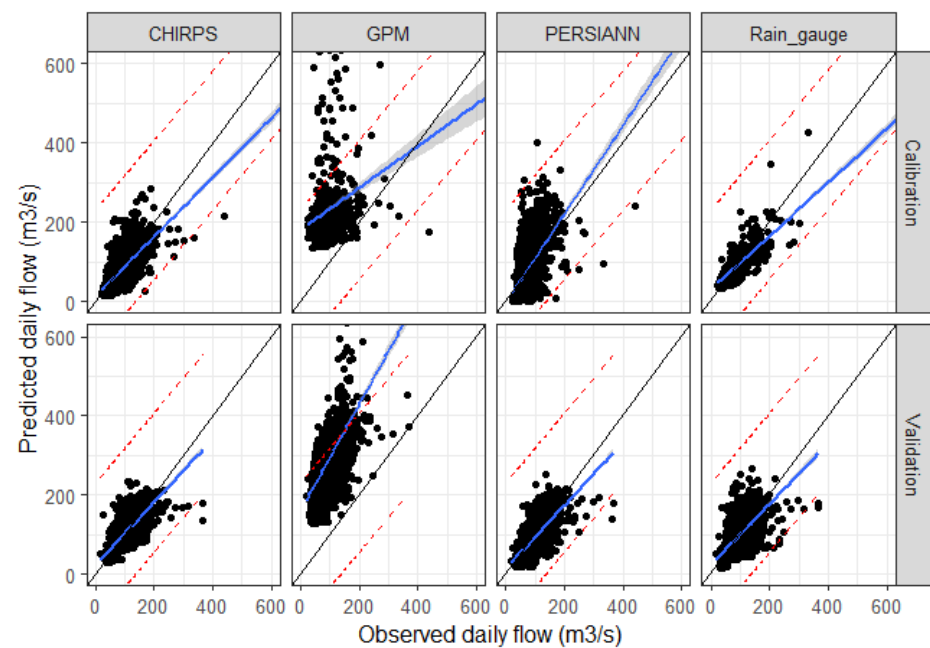 CHIRPS GPM PERSIANN Rain_gauge
Predicted daily flow (m3/s)
600
400
200
0
Calibration
600
400
200
0
Validation
0 200 400 600 0 200 400 600 0 200 400 600 0 200 400 600
Observed daily flow (m3/s)